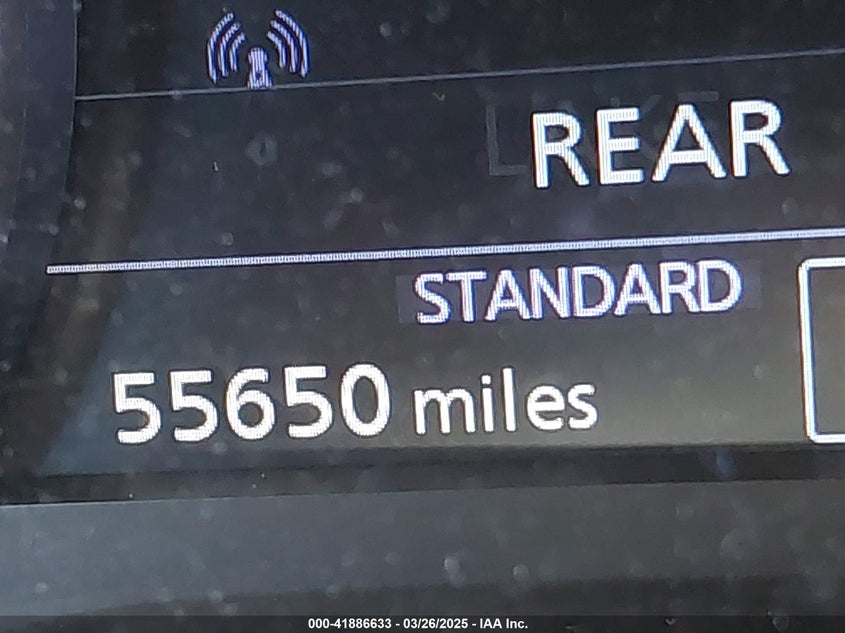 REAR
STANDARD
55650 miles
000-41886633 - 03/26/2025 - IAA Inc.